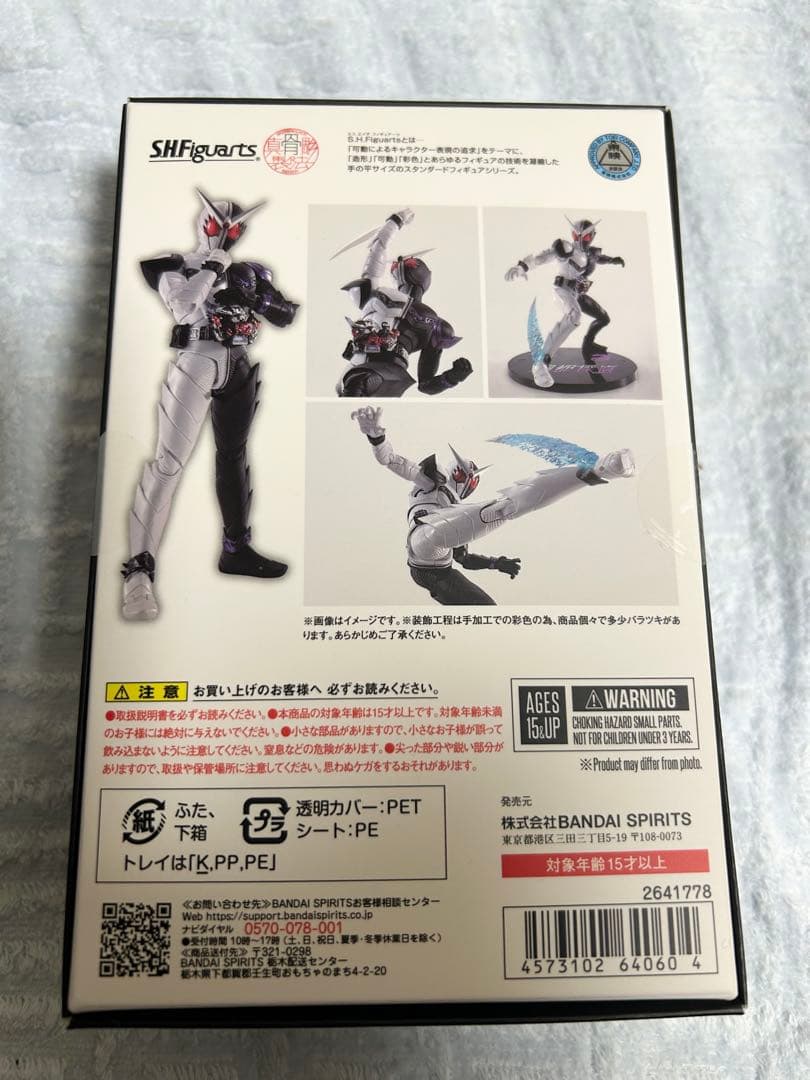 S.H.Figuarts®
真骨彫
エス.エイチ.フィギュアーツ
S.H.Figuartsとは…
「可動によるキャラクター表現の追求」をテーマに、
「造形」「可動」「彩色」とあらゆるフィギュアの技術を凝縮した
手の平サイズのスタンダードフィギュアシリーズ。
東映
※画像はイメージです。※装飾工程は手加工での彩色の為、商品個々で多少バラツキがあ
ります。あらかじめご了承ください。
注意 お買い上げのお客様へ 必ずお読みください。
●取扱説明書を必ずお読みください。●本商品の対象年齢は15才以上です。対象年齢未満
のお子様には絶対に与えないでください。●小さな部品がありますので、小さなお子様が誤って
飲み込まないように注意してください。窒息などの危険があります。●尖った部分や鋭い部分が
ありますので、取扱や保管場所に注意してください。思わぬケガをするおそれがあります。
AGES
15&UP
WARNING
CHOKING HAZARD SMALL PARTS.
NOT FOR CHILDREN UNDER 3 YEARS.
※Product may differ from photo.
紙 ふた、
下箱
プラ 透明カバー:PET
シート:PE
トレイは「K,PP,PE」
発売元
株式会社BANDAI SPIRITS
東京都港区三田三丁目5-19 〒108-0073
対象年齢15才以上
≪お問い合わせ先≫BANDAI SPIRITSお客様相談センター
Web https://support.bandaispirits.co.jp
ナビダイヤル 0570-078-001
●受付時間 10時〜17時(土、日、祝日、夏季・冬季休業日を除く)
≪商品送付先≫ 〒321-0298
BANDAI SPIRITS 栃木配送センター
栃木県下都賀郡壬生町おもちゃのまち4-2-20
2641778
4573102 64060 4